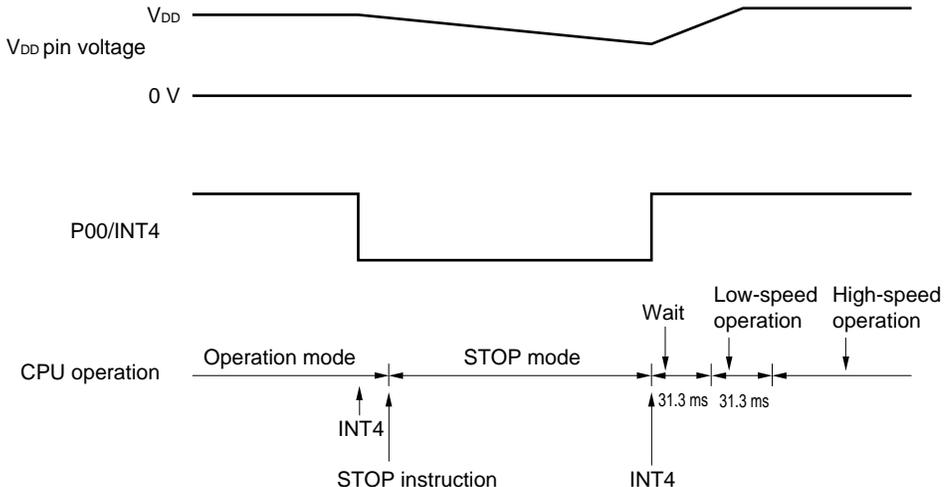 VDD
VDD pin voltage
0 V
P00/INT4
Wait
Low-speed
operation
High-speed
operation
CPU operation
Operation mode
STOP mode
31.3 ms
31.3 ms
INT4
STOP instruction
INT4